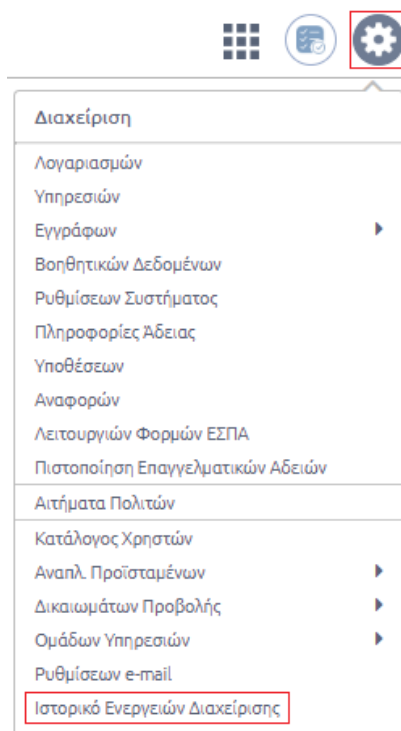 Διαχείριση
Λογαριασμών
Υπηρεσιών
Εγγράφων
Βοηθητικών Δεδομένων
Ρυθμίσεων Συστήματος
Πληροφορίες Άδειας
Υποθέσεων
Αναφορών
Λειτουργιών Φορμών ΕΣΠΑ
Πιστοποίηση Επαγγελματικών Αδειών
Αιτήματα Πολιτών
Κατάλογος Χρηστών
Αναπλ. Προϊσταμένων
Δικαιωμάτων Προβολής
Ομάδων Υπηρεσιών
Ρυθμίσεων e-mail
Ιστορικό Ενεργειών Διαχείρισης